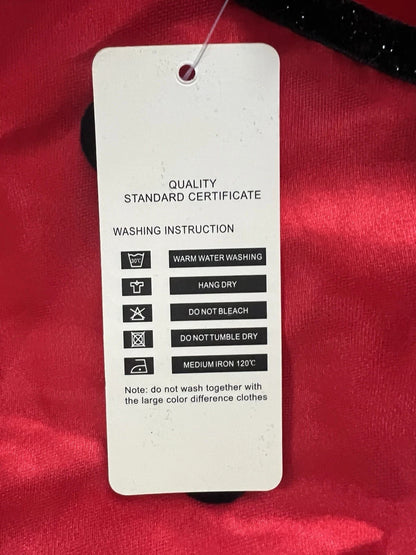 QUALITY
STANDARD CERTIFICATE
WASHING INSTRUCTION
30℃ WARM WATER WASHING
HANG DRY
DO NOT BLEACH
DO NOT TUMBLE DRY
MEDIUM IRON 120℃
Note: do not wash together with
the large color difference clothes